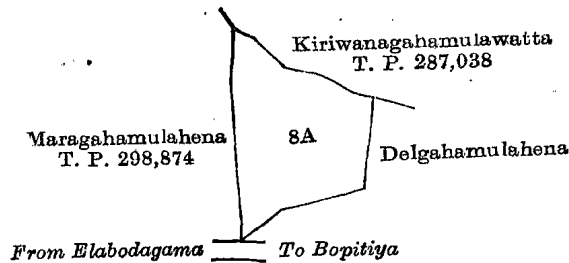 Kiriwanagahamulawatta
T. P. 287,038
Maragahamulahena
T. P. 298,874
8A
Delgahamulahena
From Elabodagama
To Bopitiya